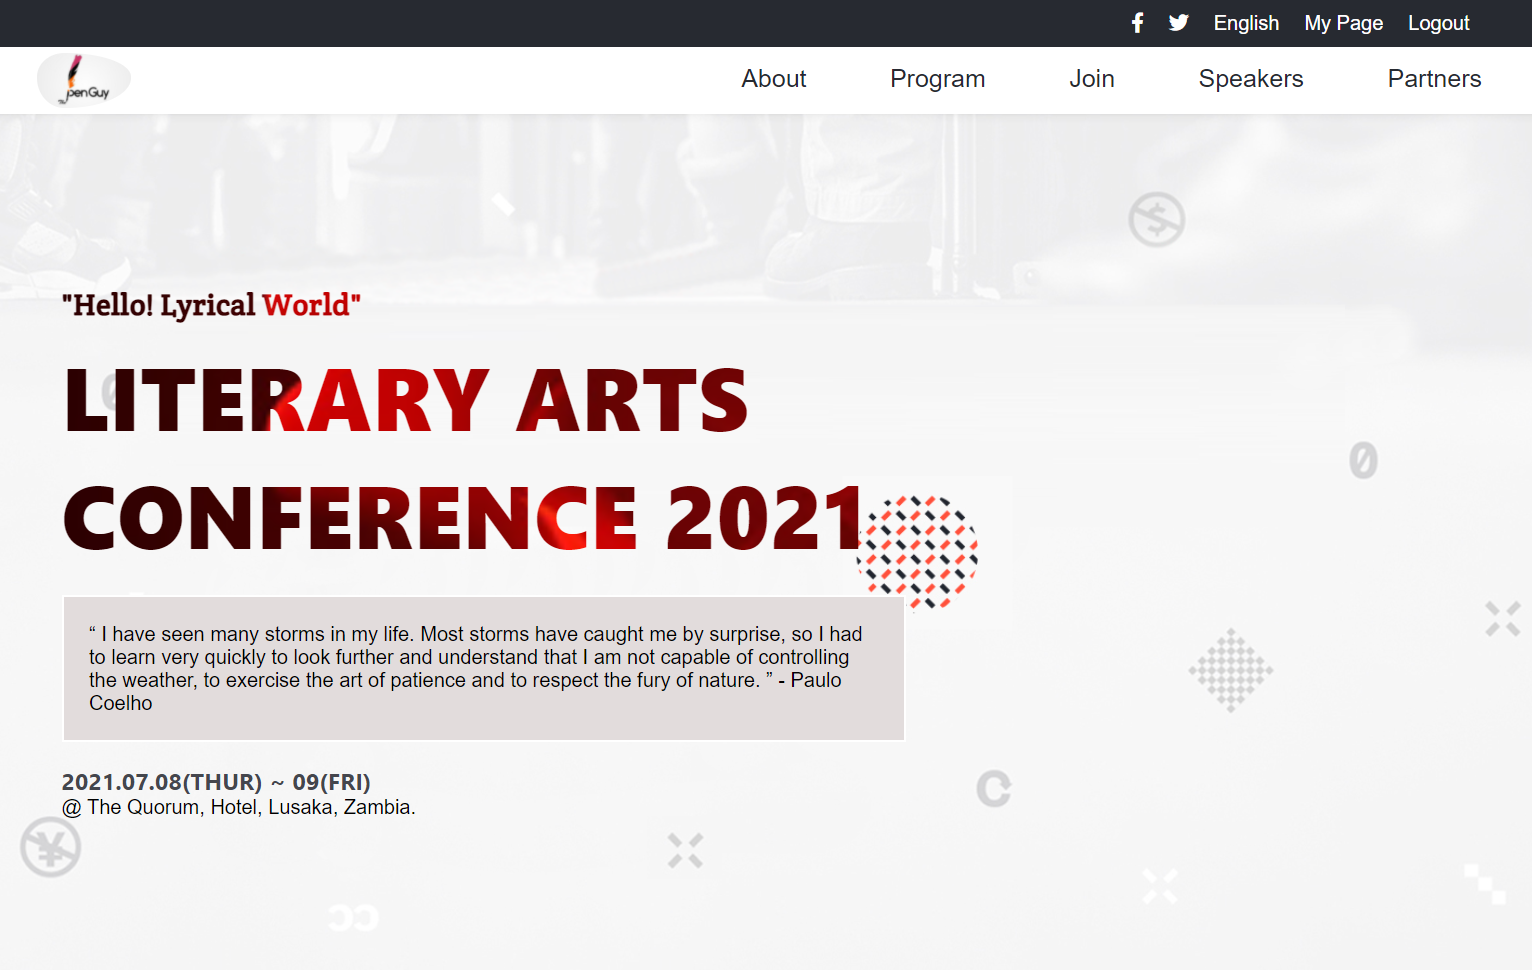 English My Page Logout
penGuy
About Program Join Speakers Partners
"Hello! Lyrical World"
LITERARY ARTS
CONFERENCE 2021
“ I have seen many storms in my life. Most storms have caught me by surprise, so I had
to learn very quickly to look further and understand that I am not capable of controlling
the weather, to exercise the art of patience and to respect the fury of nature. ” - Paulo
Coelho
2021.07.08(THUR) ~ 09(FRI)
@ The Quorum, Hotel, Lusaka, Zambia.